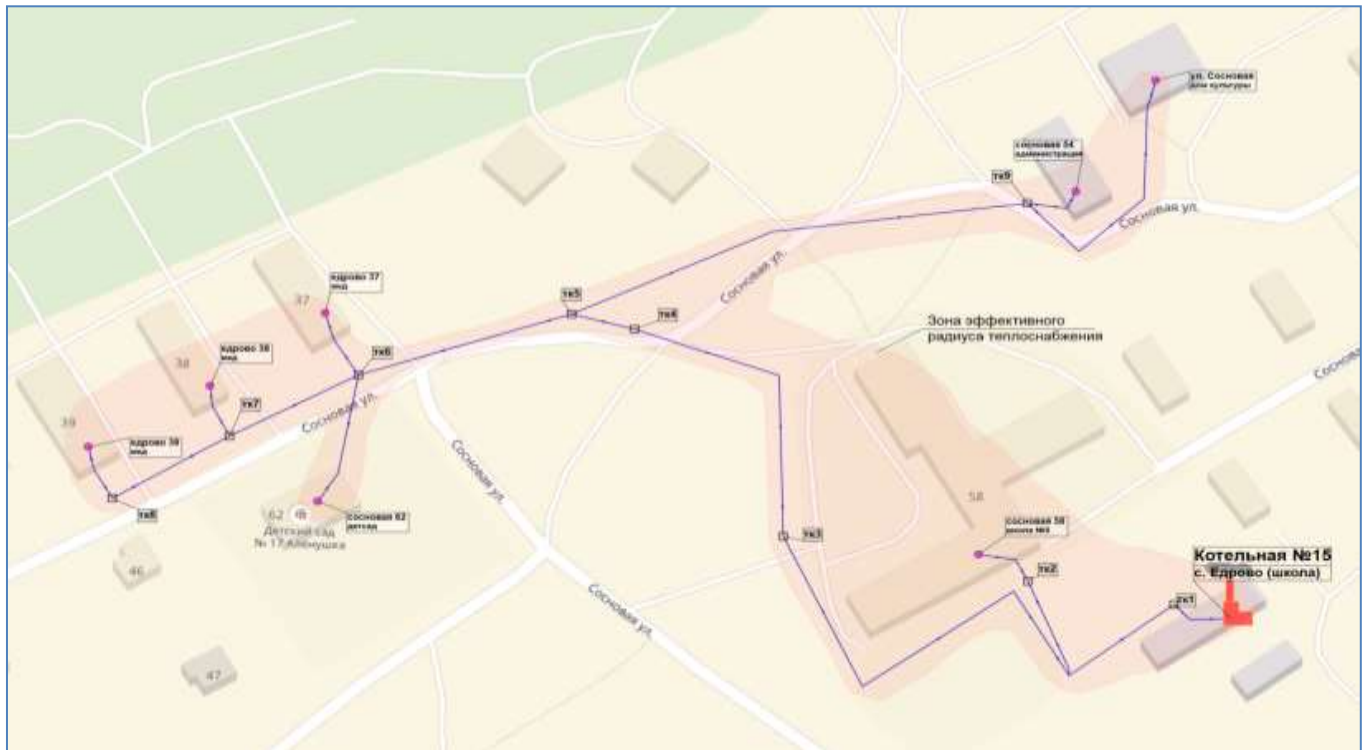 ул. Сосновая
дом культуры
сосновая 54
администрация
тк9
Сосновая ул.
Сосновая ул.
едрово 37
мкд
37
тк5
тк4
Зона эффективного
радиуса теплоснабжения
Сосновая
38
едрово 38
мкд
тк6
тк7
Сосновая ул.
39
едрово 39
мкд
тк8
Сосновая ул.
58
62
Детский сад
№ 17 Алёнушка
сосновая 62
детсад
тк3
сосновая 58
школа №5
тк2
Котельная №15
с. Едрово (школа)
тк1
46
Сосновая ул.
47